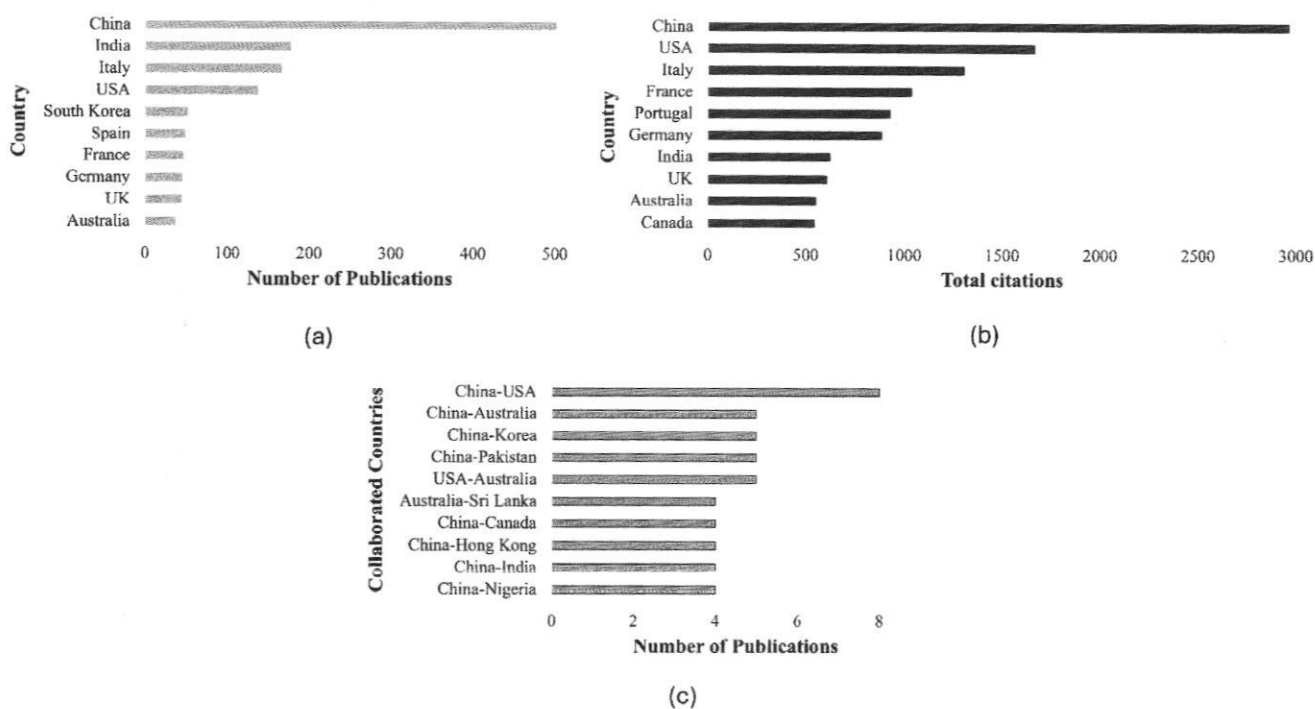 China
India
Italy
USA
South Korea
Spain
France
Germany
UK
Australia
Country
0 100 200 300 400 500
Number of Publications
(a)
China
USA
Italy
France
Portugal
Germany
India
UK
Australia
Canada
Country
0 500 1000 1500 2000 2500 3000
Total citations
(b)
China-USA
China-Australia
China-Korea
China-Pakistan
USA-Australia
Australia-Sri Lanka
China-Canada
China-Hong Kong
China-India
China-Nigeria
Collaborated Countries
0 2 4 6 8
Number of Publications
(c)